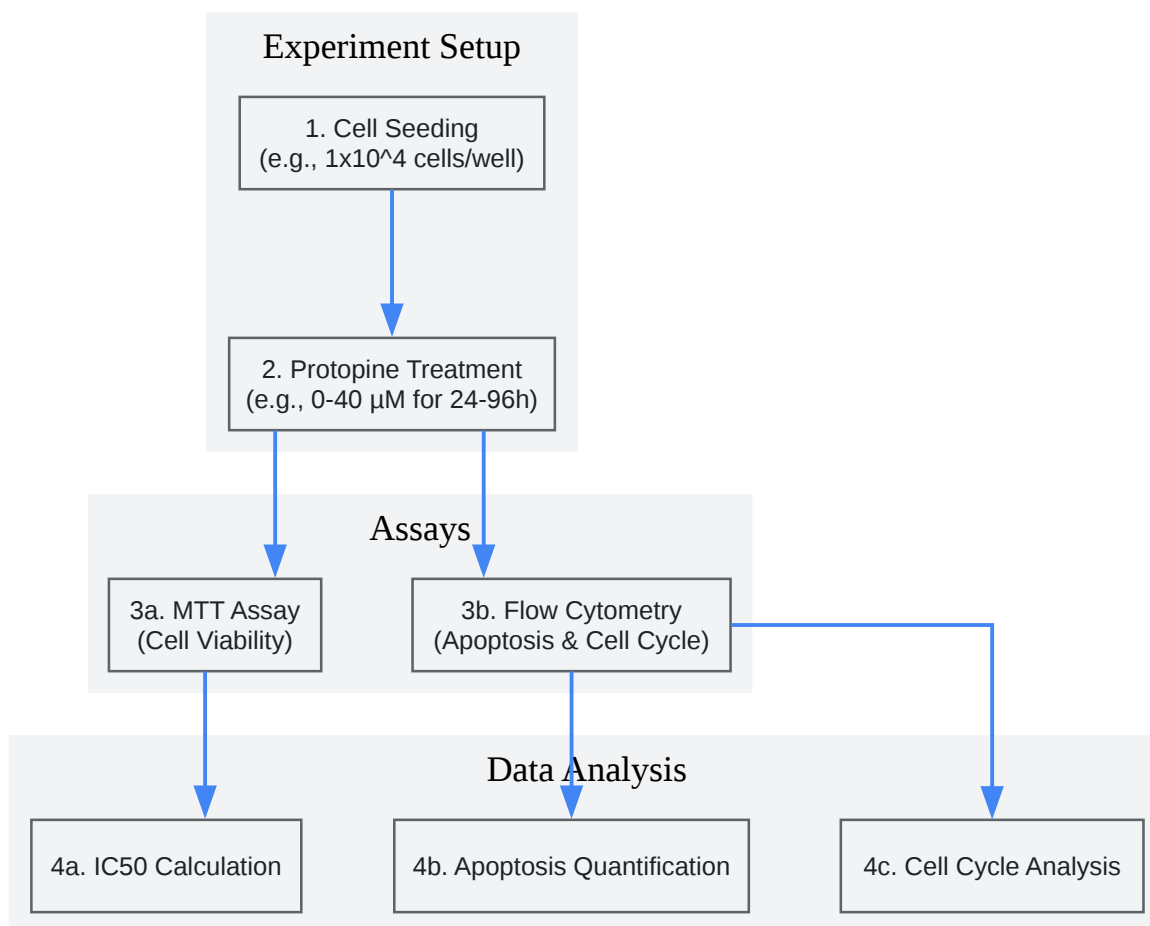 Experiment Setup
1. Cell Seeding
(e.g., 1x10^4 cells/well)
2. Protopine Treatment
(e.g., 0-40 µM for 24-96h)
Assays
3a. MTT Assay
(Cell Viability)
3b. Flow Cytometry
(Apoptosis & Cell Cycle)
Data Analysis
4a. IC50 Calculation
4b. Apoptosis Quantification
4c. Cell Cycle Analysis